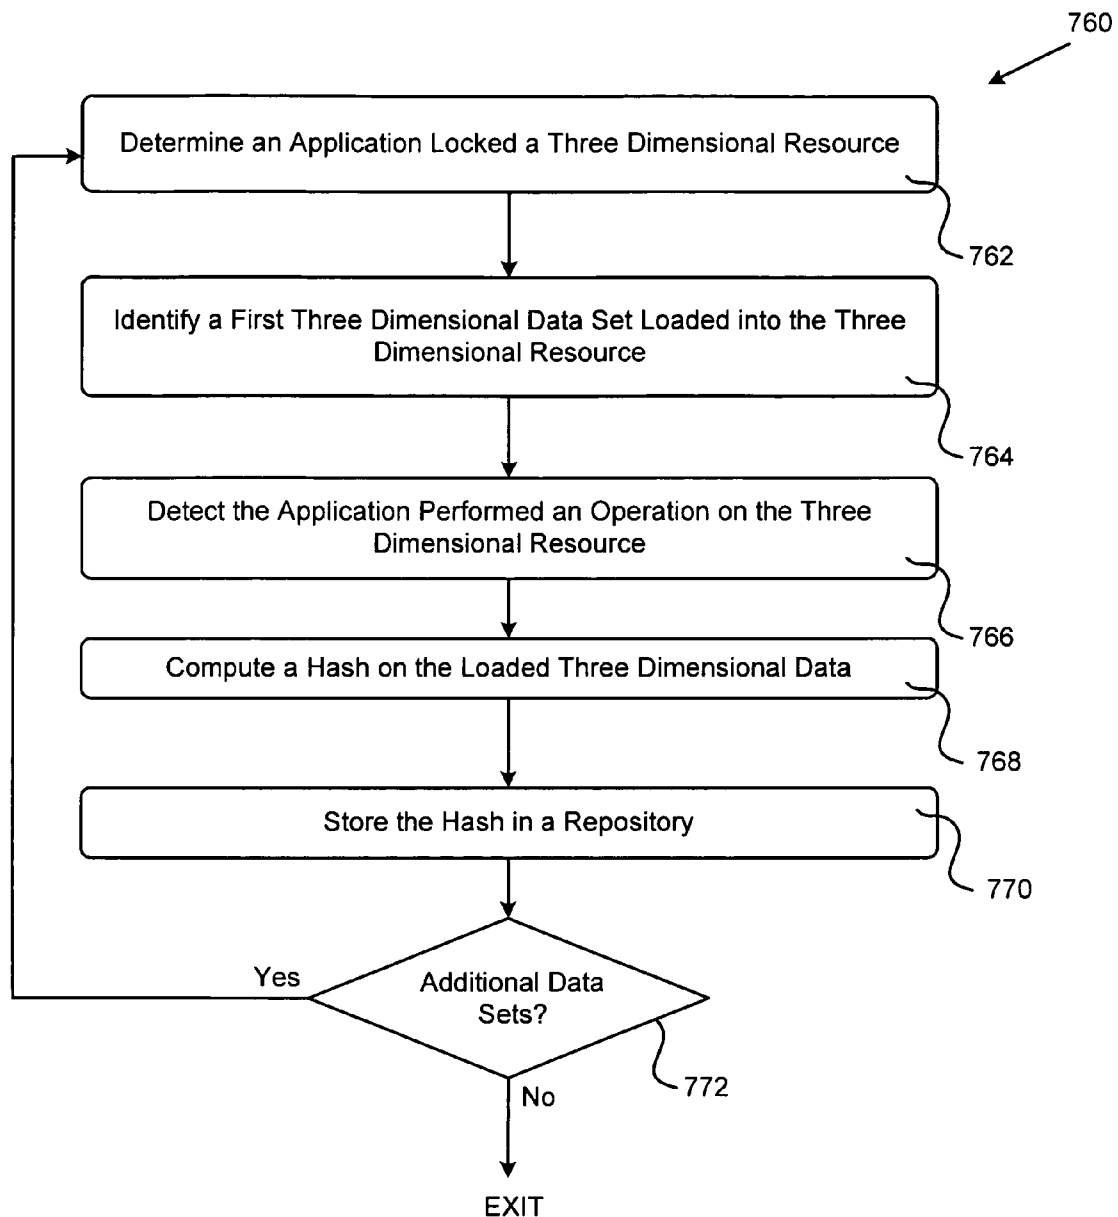 760
Determine an Application Locked a Three Dimensional Resource
762
Identify a First Three Dimensional Data Set Loaded into the Three
Dimensional Resource
764
Detect the Application Performed an Operation on the Three
Dimensional Resource
766
Compute a Hash on the Loaded Three Dimensional Data
768
Store the Hash in a Repository
770
Yes
Additional Data
Sets?
772
No
EXIT